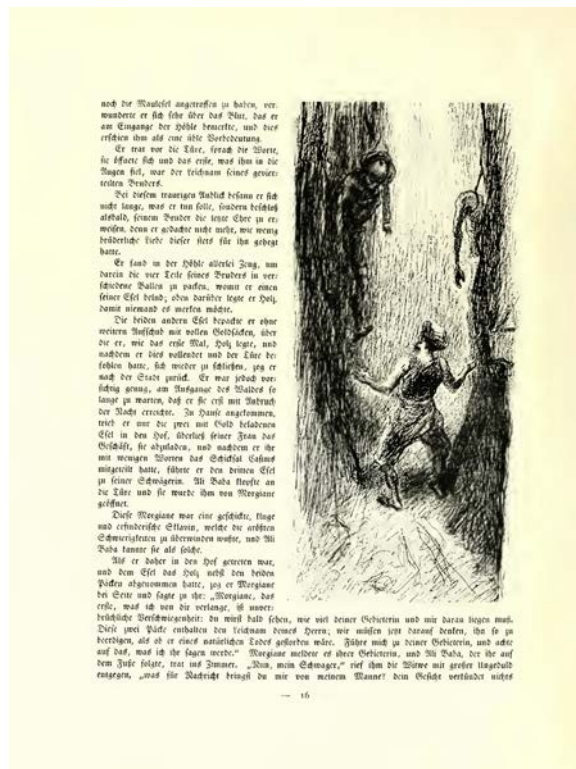 noch die Maulesel angetroffen zu haben, ver-
wunderte er sich sehr über das Blut, das er
am Eingange der Höhle bemerkte, und dies
erschien ihm als eine üble Vorbedeutung.
Er trat vor die Türe, sprach die Worte,
sie öffnete sich und das erste, was ihm in die
Augen fiel, war der Leichnam seines gevier-
teilten Bruders.
Bei diesem traurigen Anblick besann er sich
nicht lange, was er tun solle, sondern beschloß
alsbald, seinem Bruder die letzte Ehre zu er-
weisen, denn er gedachte nicht mehr, wie wenig
brüderliche Liebe dieser stets für ihn gehegt
hatte.
Er fand in der Höhle allerlei Zeug, um
darein die vier Teile seines Bruders in ver-
schiedene Ballen zu packen, womit er einen
seiner Esel belud; oben darüber legte er Holz,
damit niemand es merken möchte.
Die beiden andern Esel bepackte er ohne
weitern Aufschub mit vollen Goldsäcken, über
die er, wie das erste Mal, Holz legte, und
nachdem er dies vollendet und der Türe be-
fohlen hatte, sich wieder zu schließen, zog er
nach der Stadt zurück. Er war jedoch vor-
sichtig genug, am Ausgange des Waldes so
lange zu warten, daß er sie erst mit Anbruch
der Nacht erreichte. Zu Hause angekommen,
trieb er nur die zwei mit Gold beladenen
Esel in den Hof, überließ seiner Frau das
Geschäft, sie abzuladen, und nachdem er ihr
mit wenigen Worten das Schicksal Casims
mitgeteilt hatte, führte er den dritten Esel
zu seiner Schwägerin. Ali Baba klopfte an
die Türe und sie wurde ihm von Morgiane
geöffnet.
Diese Morgiane war eine geschickte, kluge
und erfinderische Sklavin, welche die größten
Schwierigkeiten zu überwinden wußte, und Ali
Baba kannte sie als solche.
Als er daher in den Hof getreten war,
und dem Esel das Holz nebst den beiden
Päcken abgenommen hatte, zog er Morgiane
bei Seite und sagte zu ihr: „Morgiane, das
erste, was ich von dir verlange, ist unver-
brüchliche Verschwiegenheit: du wirst bald sehen, wie viel deiner Gebieterin und mir daran liegen muß.
Diese zwei Päcke enthalten den Leichnam deines Herrn; wir müssen jetzt darauf denken, ihn so zu
beerdigen, als ob er eines natürlichen Todes gestorben wäre. Führe mich zu deiner Gebieterin, und achte
auf das, was ich ihr sagen werde.“ Morgiane meldete es ihrer Gebieterin, und Ali Baba, der ihr auf
dem Fuße folgte, trat ins Zimmer. „Nun, mein Schwager,“ rief ihm die Witwe mit großer Ungeduld
entgegen, „was für Nachricht bringst du mir von meinem Manne? dein Gesicht verkündet nichts
— 16